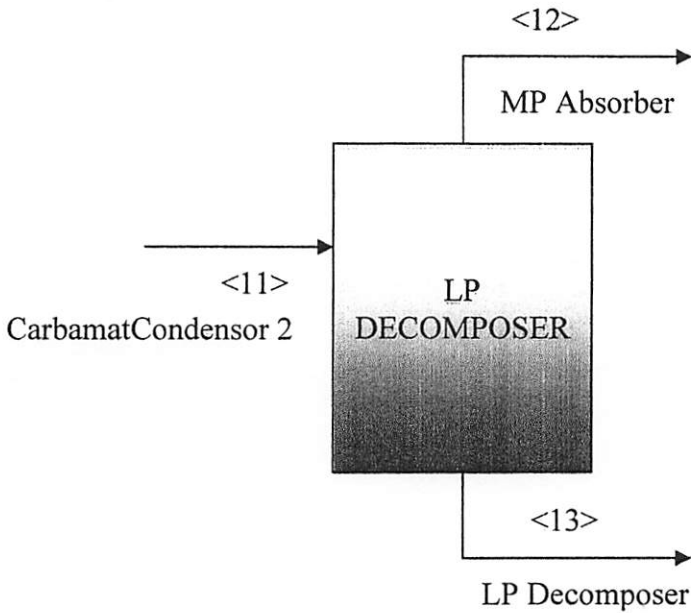 <12>
MP Absorber
<11>
CarbamatCondensor 2
LP
DECOMPOSER
<13>
LP Decomposer